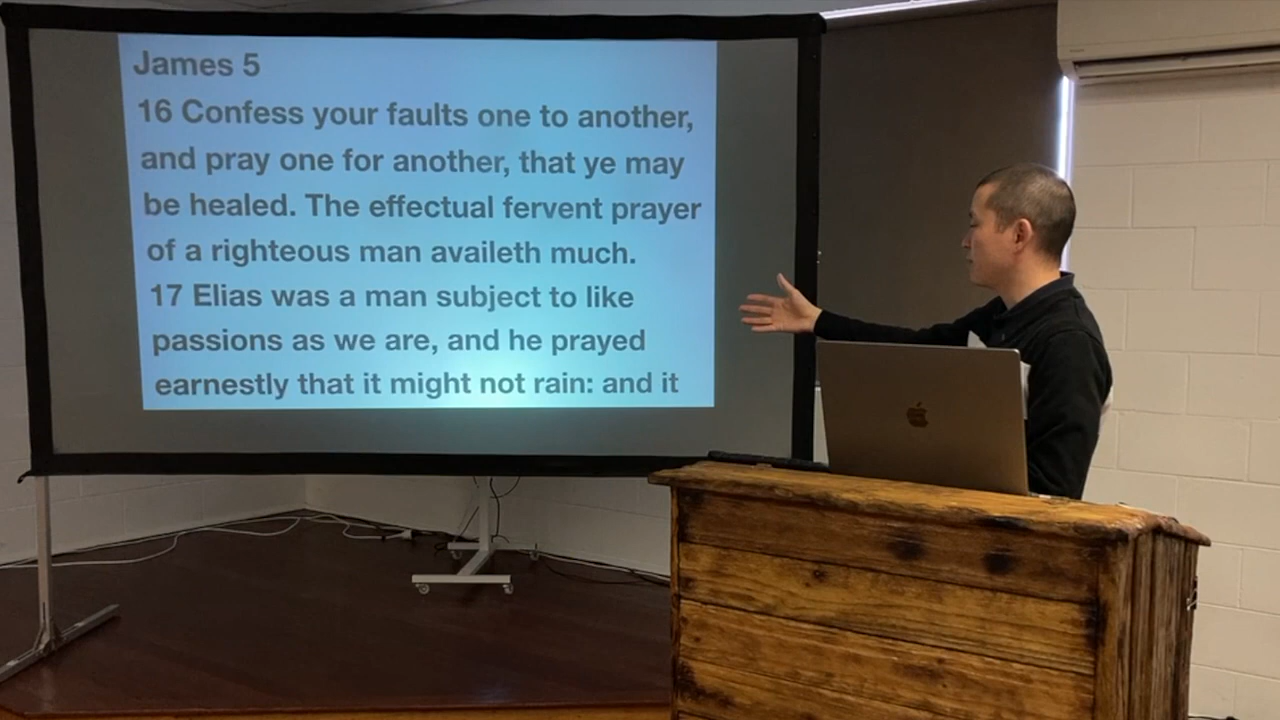 James 5
16 Confess your faults one to another,
and pray one for another, that ye may
be healed. The effectual fervent prayer
of a righteous man availeth much.
17 Elias was a man subject to like
passions as we are, and he prayed
earnestly that it might not rain: and it